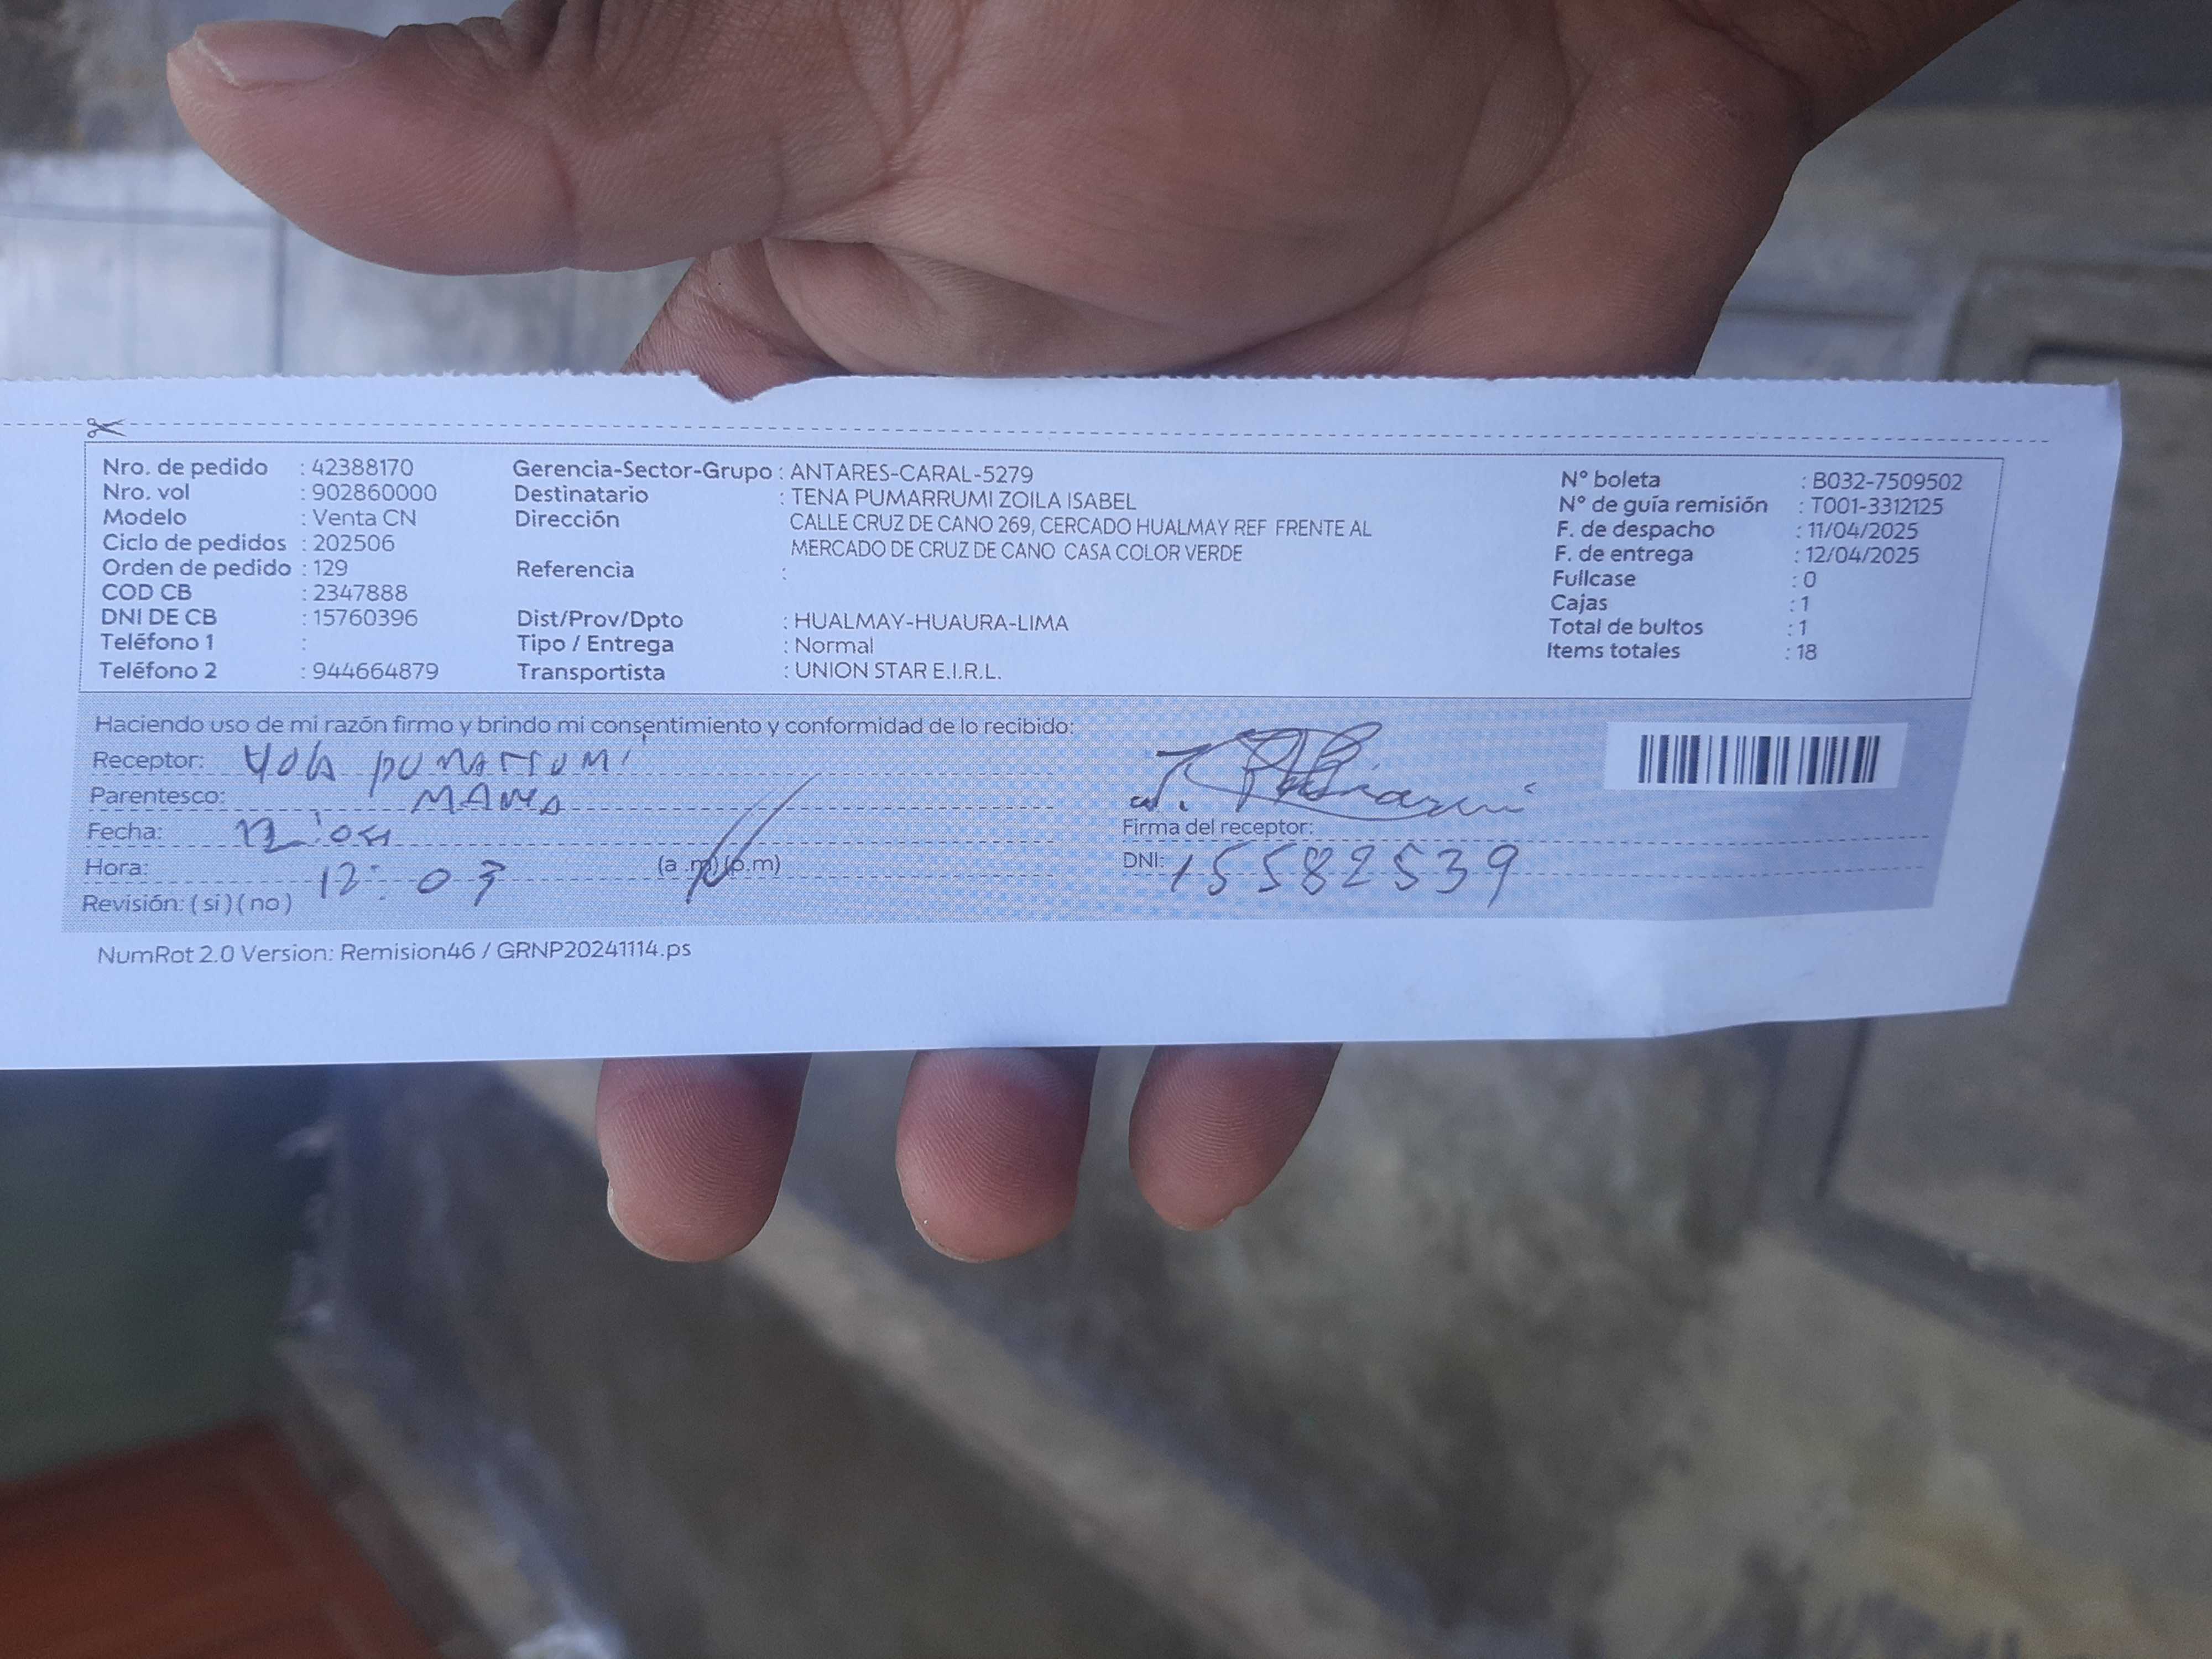 Nro. de pedido : 42388170
Nro. vol : 902860000
Modelo : Venta CN
Ciclo de pedidos : 202506
Orden de pedido : 129
COD CB : 2347888
DNI DE CB : 15760396
Teléfono 1 :
Teléfono 2 : 944664879
Gerencia-Sector-Grupo : ANTARES-CARAL-5279
Destinatario : TENA PUMARRUMI ZOILA ISABEL
Dirección CALLE CRUZ DE CANO 269, CERCADO HUALMAY REF FRENTE AL
MERCADO DE CRUZ DE CANO CASA COLOR VERDE
Referencia :
Dist/Prov/Dpto : HUALMAY-HUAURA-LIMA
Tipo / Entrega : Normal
Transportista : UNION STAR E.I.R.L.
N° boleta : B032-7509502
N° de guía remisión : T001-3312125
F. de despacho : 11/04/2025
F. de entrega : 12/04/2025
Fullcase : 0
Cajas : 1
Total de bultos : 1
Items totales : 18
Haciendo uso de mi razón firmo y brindo mi consentimiento y conformidad de lo recibido:
Receptor: pumarrumi
Parentesco: MAMA
Fecha: 12:04
Hora: 12:03 (a.m) (p.m)
Revisión: ( si ) ( no )
Firma del receptor:
DNI: 15582539
NumRot 2.0 Version: Remision46 / GRNP20241114.ps